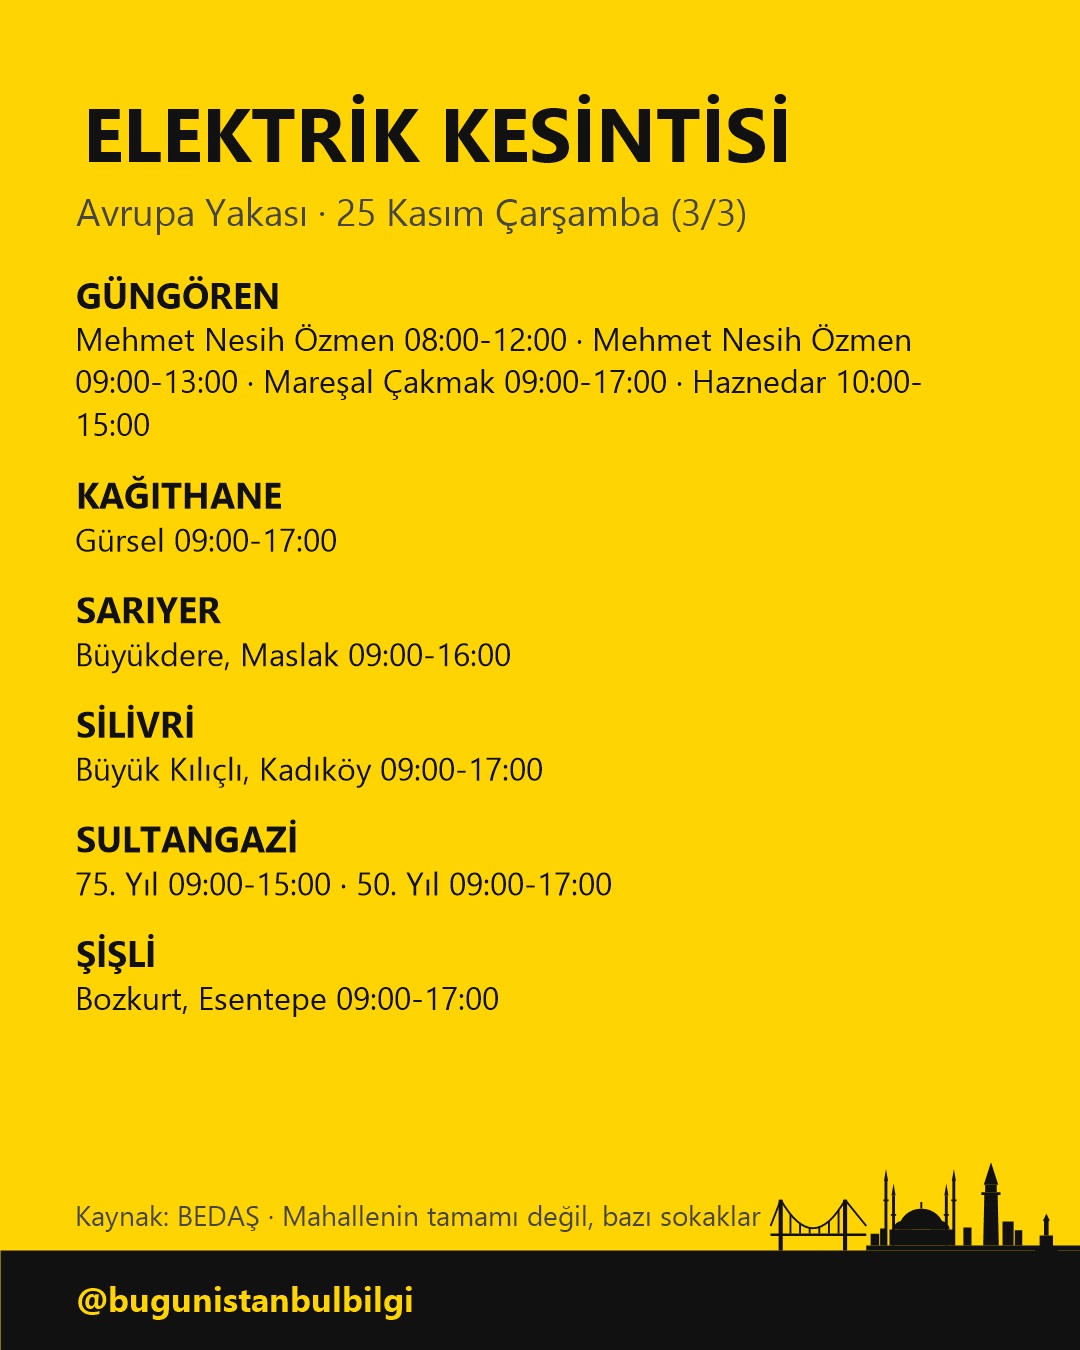 ELEKTRİK KESİNTİSİ
Avrupa Yakası · 25 Kasım Çarşamba (3/3)
GÜNGÖREN
Mehmet Nesih Özmen 08:00-12:00 · Mehmet Nesih Özmen
09:00-13:00 · Mareşal Çakmak 09:00-17:00 · Haznedar 10:00-
15:00
KAĞITHANE
Gürsel 09:00-17:00
SARIYER
Büyükdere, Maslak 09:00-16:00
SİLİVRİ
Büyük Kılıçlı, Kadıköy 09:00-17:00
SULTANGAZİ
75. Yıl 09:00-15:00 · 50. Yıl 09:00-17:00
ŞİŞLİ
Bozkurt, Esentepe 09:00-17:00
Kaynak: BEDAŞ · Mahallenin tamamı değil, bazı sokaklar
@bugunistanbulbilgi